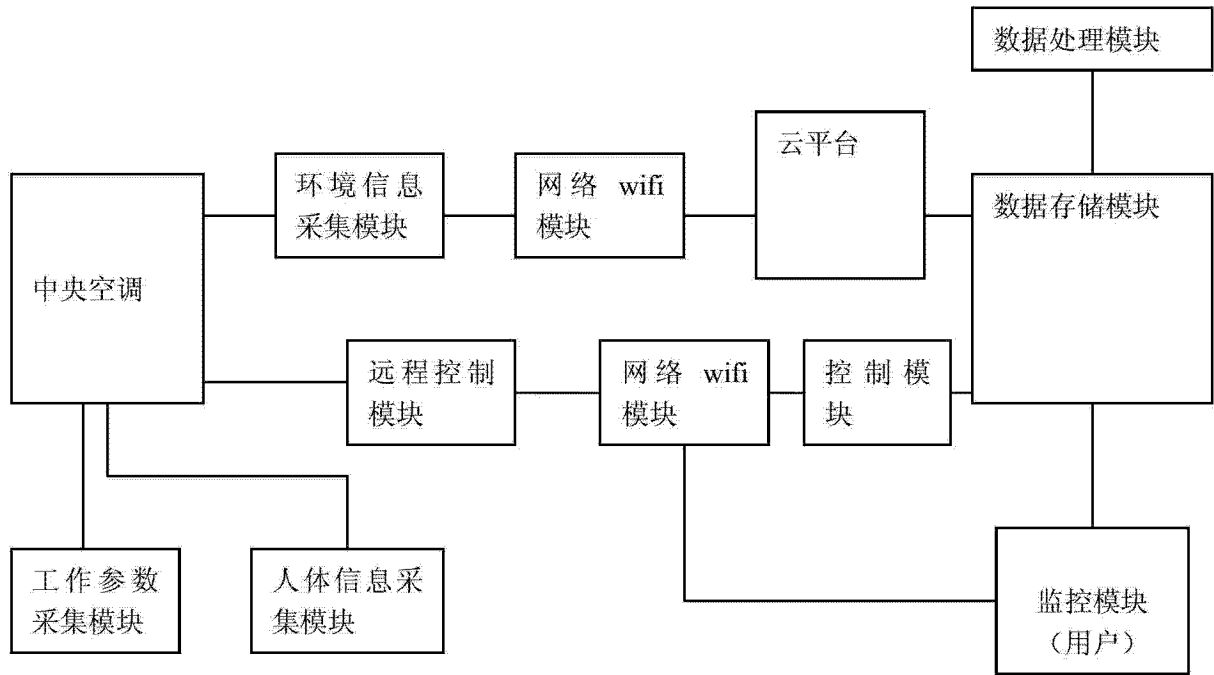 数据处理模块
云平台
环境信息
采集模块
网络 wifi
模块
数据存储模块
中央空调
远程控制
模块
网络 wifi
模块
控制模
块
工作参数
采集模块
人体信息采
集模块
监控模块
（用户）